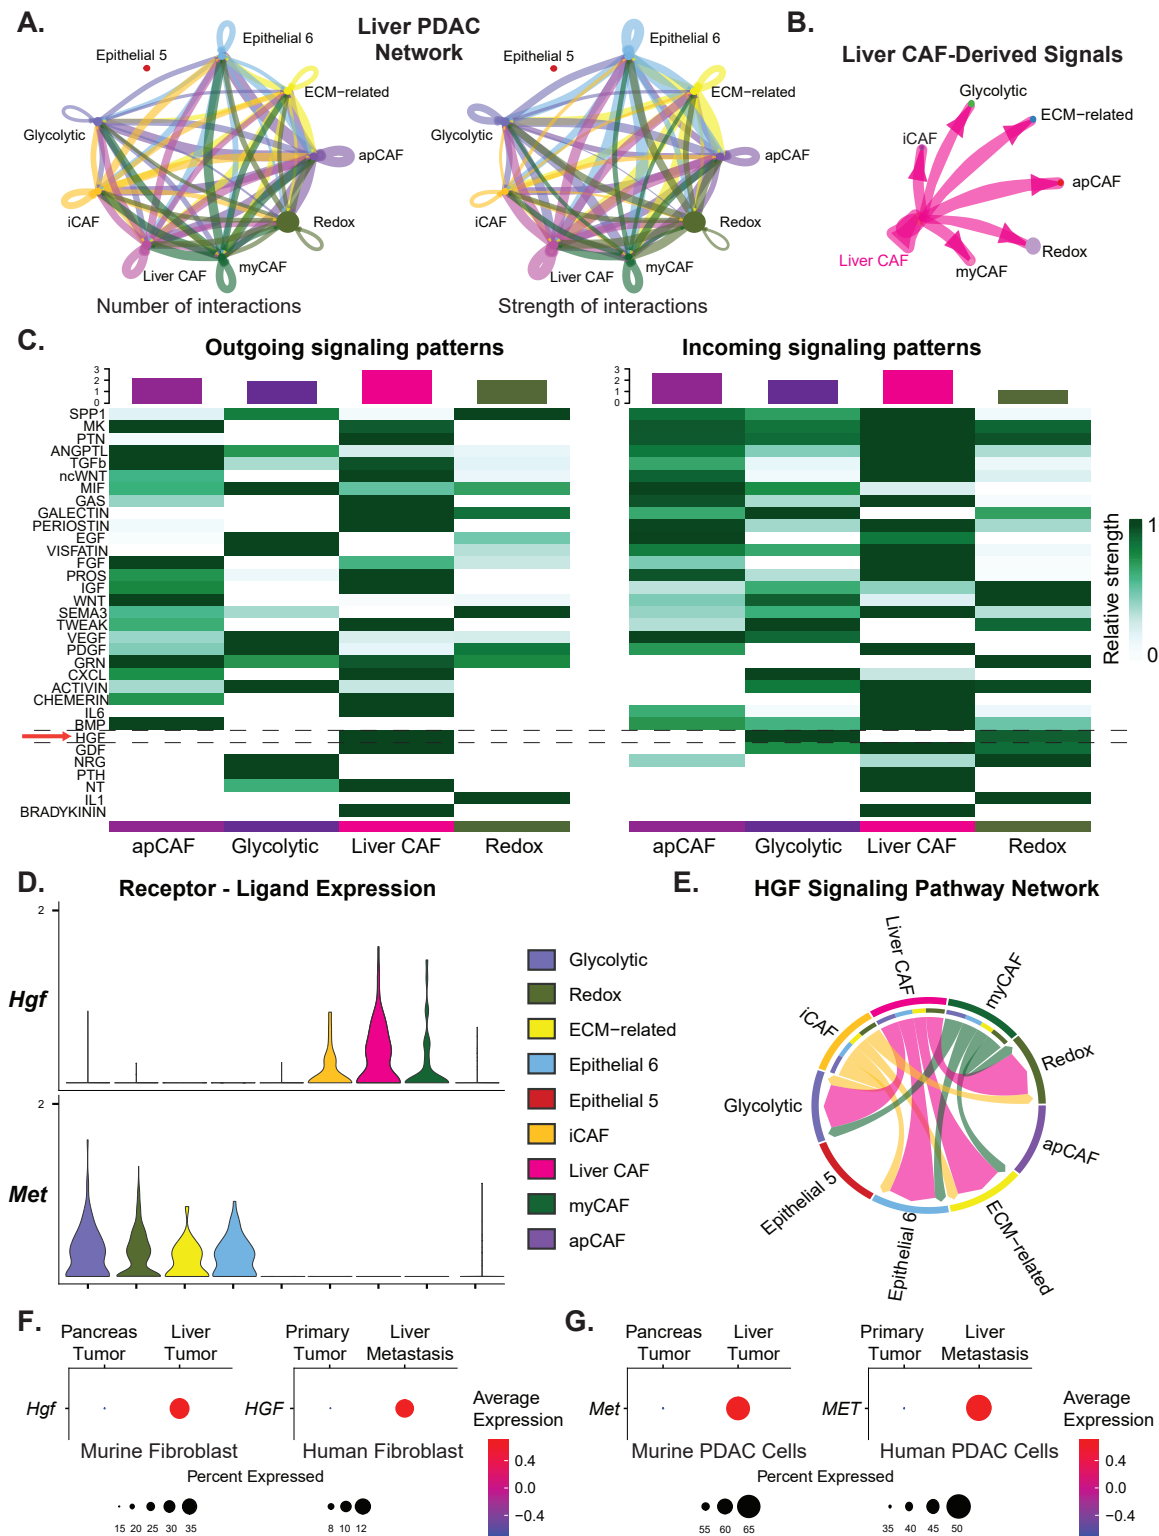 A.
Liver PDAC
Network
Epithelial 6
Epithelial 5
ECM-related
Glycolytic
apCAF
iCAF
Redox
Liver CAF
myCAF
Number of interactions
Epithelial 6
Epithelial 5
ECM-related
Glycolytic
apCAF
iCAF
Redox
Liver CAF
myCAF
Strength of interactions
B.
Liver CAF-Derived Signals
Glycolytic
ECM-related
iCAF
apCAF
Redox
Liver CAF
myCAF
C.
Outgoing signaling patterns
Incoming signaling patterns
3
2
1
0
3
2
1
0
SPP1
MK
PTN
ANGPTL
TGFb
ncWNT
MIF
GAS
GALECTIN
PERIOSTIN
EGF
VISFATIN
FGF
PROS
IGF
WNT
SEMA3
TWEAK
VEGF
PDGF
GRN
CXCL
ACTIVIN
CHEMERIN
IL6
BMP
HGF
GDF
NRG
PTH
NT
IL1
BRADYKININ
apCAF Glycolytic Liver CAF Redox
apCAF Glycolytic Liver CAF Redox
Relative strength
1
0
D.
Receptor - Ligand Expression
2
Hgf
2
Met
Glycolytic
Redox
ECM-related
Epithelial 6
Epithelial 5
iCAF
Liver CAF
myCAF
apCAF
E.
HGF Signaling Pathway Network
Liver CAF
myCAF
iCAF
Redox
Glycolytic
apCAF
Epithelial 5
Epithelial 6
ECM-related
F.
Pancreas
Tumor
Liver
Tumor
Hgf
Murine Fibroblast
Primary
Tumor
Liver
Metastasis
HGF
Human Fibroblast
Percent Expressed
15 20 25 30 35
8 10 12
Average
Expression
0.4
0.0
−0.4
G.
Pancreas
Tumor
Liver
Tumor
Met
Murine PDAC Cells
Primary
Tumor
Liver
Metastasis
MET
Human PDAC Cells
Percent Expressed
55 60 65
35 40 45 50
Average
Expression
0.4
0.0
−0.4